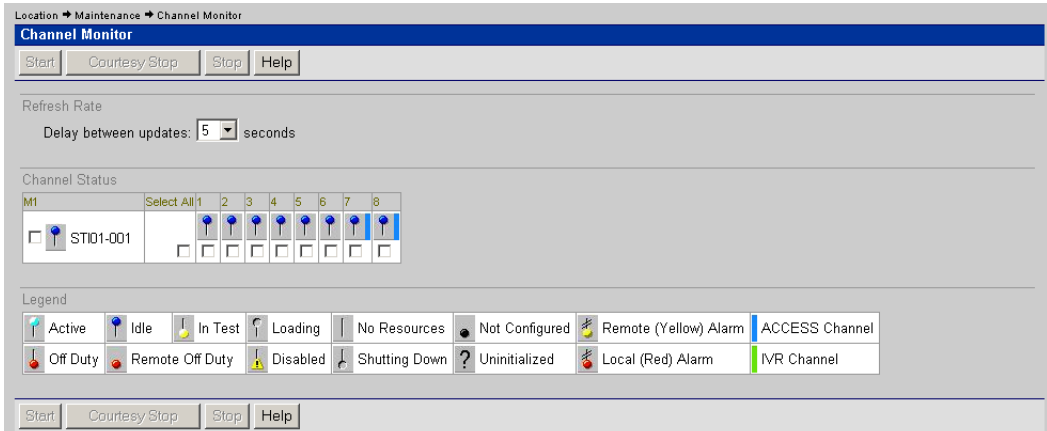 Location ➔ Maintenance ➔ Channel Monitor
Channel Monitor
Start Courtesy Stop Stop Help
Refresh Rate
Delay between updates: 5 seconds
Channel Status
M1 Select All 1 2 3 4 5 6 7 8
STI01-001
Legend
Active Idle In Test Loading No Resources Not Configured Remote (Yellow) Alarm ACCESS Channel
Off Duty Remote Off Duty Disabled Shutting Down ? Uninitialized Local (Red) Alarm IVR Channel
Start Courtesy Stop Stop Help